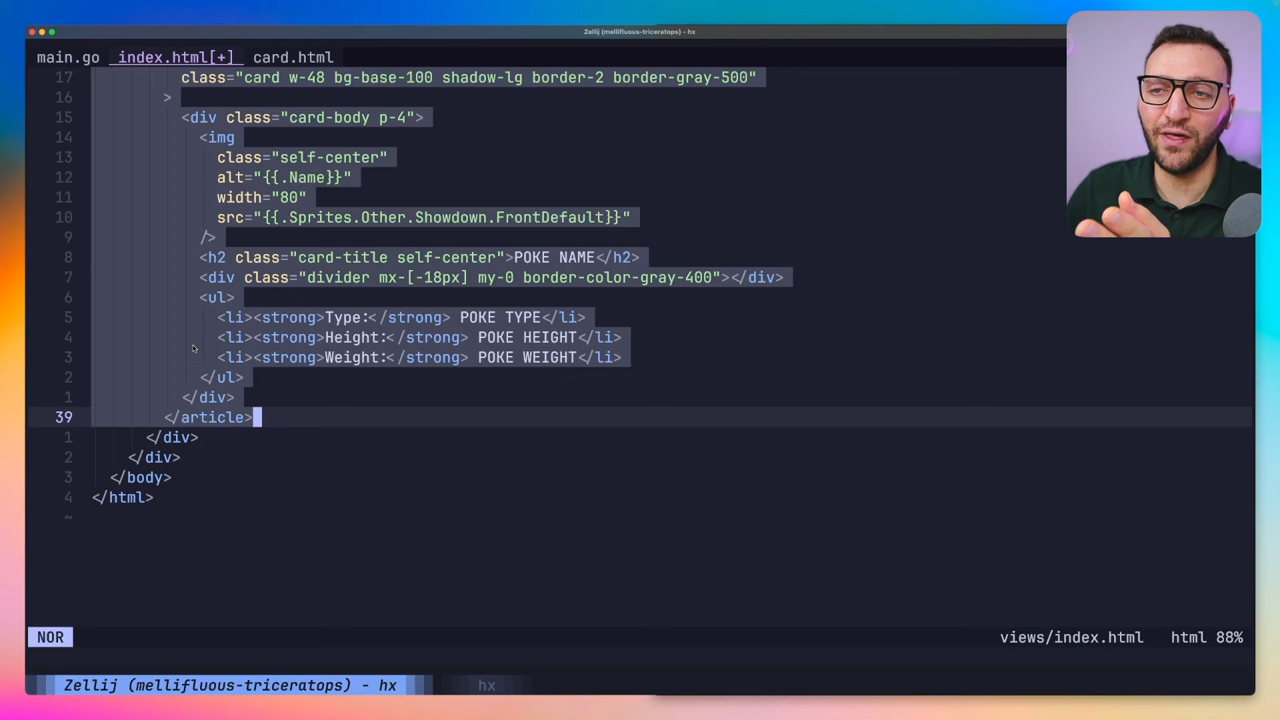 Zellij (mellifluous-triceratops) - hx
main.go index.html[+] card.html
17 class="card w-48 bg-base-100 shadow-lg border-2 border-gray-500"
16 >
15 <div class="card-body p-4">
14 <img
13 class="self-center"
12 alt="{{.Name}}"
11 width="80"
10 src="{{.Sprites.Other.Showdown.FrontDefault}}"
9 />
8 <h2 class="card-title self-center">POKE NAME</h2>
7 <div class="divider mx-[-18px] my-0 border-color-gray-400"></div>
6 <ul>
5 <li><strong>Type:</strong> POKE TYPE</li>
4 <li><strong>Height:</strong> POKE HEIGHT</li>
3 <li><strong>Weight:</strong> POKE WEIGHT</li>
2 </ul>
1 </div>
39 </article>
1 </div>
2 </div>
3 </body>
4 </html>
~
NOR views/index.html html 88%
Zellij (mellifluous-triceratops) - hx hx